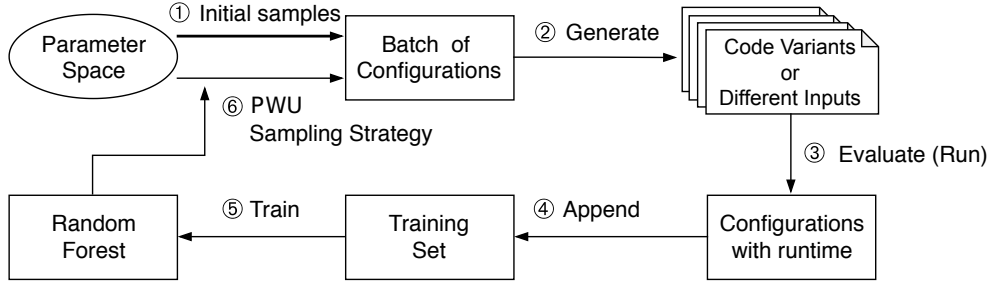 ① Initial samples
Parameter
Space
Batch of
Configurations
② Generate
Code Variants
or
Different Inputs
⑥ PWU
Sampling Strategy
③ Evaluate (Run)
Random
Forest
⑤ Train
Training
Set
④ Append
Configurations
with runtime